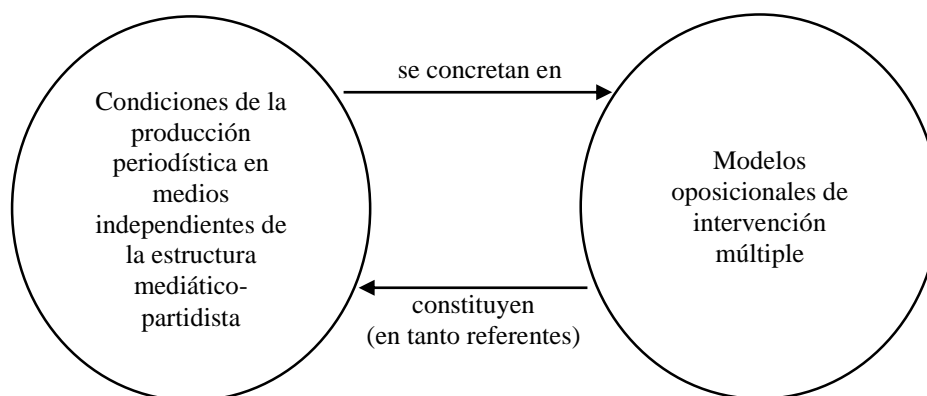 Condiciones de la
producción
periodística en
medios
independientes de
la estructura
mediático-
partidista
se concretan en
constituyen
(en tanto referentes)
Modelos
oposicionales de
intervención
múltiple